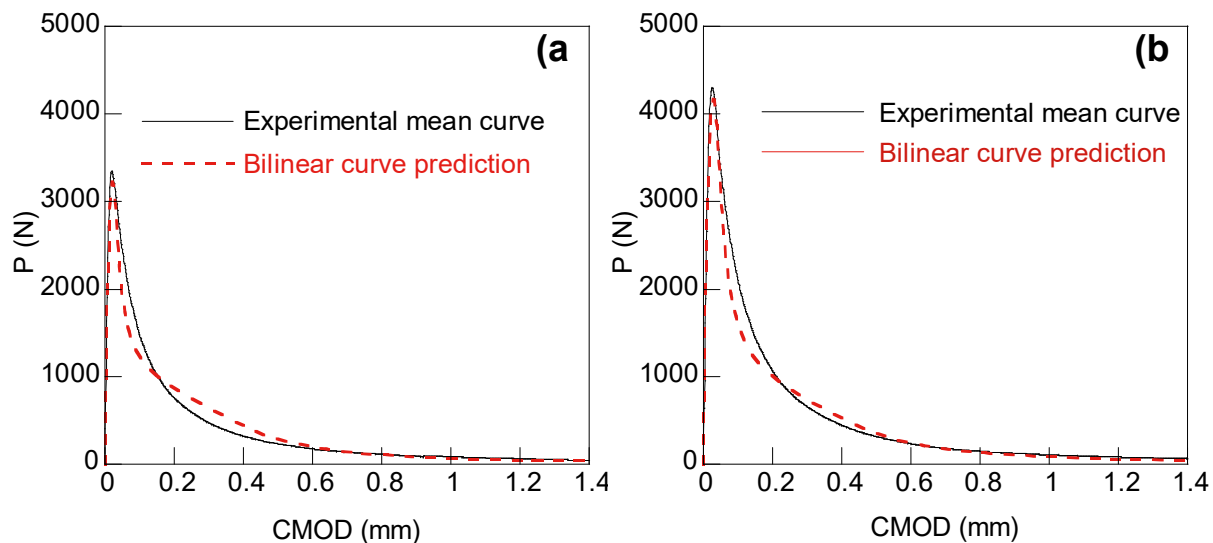 5000
(a
4000
Experimental mean curve
Bilinear curve prediction
3000
P (N)
2000
1000
0
0 0.2 0.4 0.6 0.8 1 1.2 1.4
CMOD (mm)
5000
(b
4000
Experimental mean curve
Bilinear curve prediction
3000
P (N)
2000
1000
0
0 0.2 0.4 0.6 0.8 1 1.2 1.4
CMOD (mm)